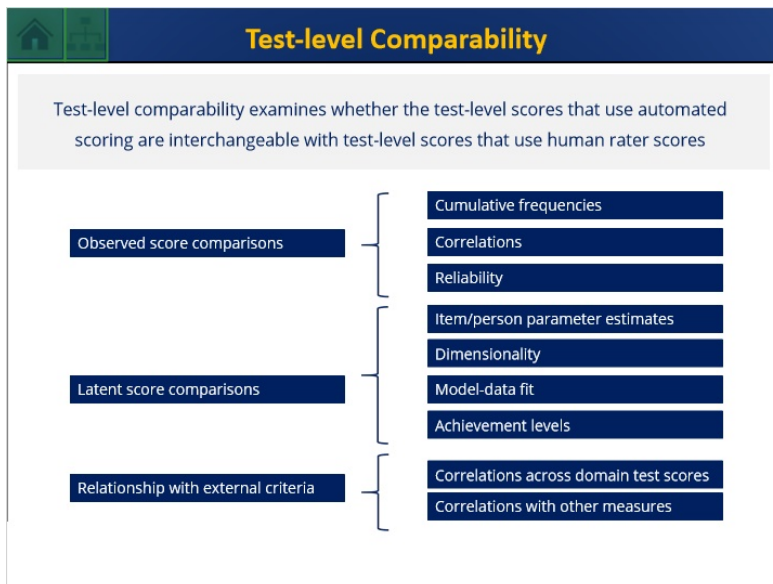 Test-level Comparability
Test-level comparability examines whether the test-level scores that use automated
scoring are interchangeable with test-level scores that use human rater scores
Observed score comparisons
Cumulative frequencies
Correlations
Reliability
Latent score comparisons
Item/person parameter estimates
Dimensionality
Model-data fit
Achievement levels
Relationship with external criteria
Correlations across domain test scores
Correlations with other measures